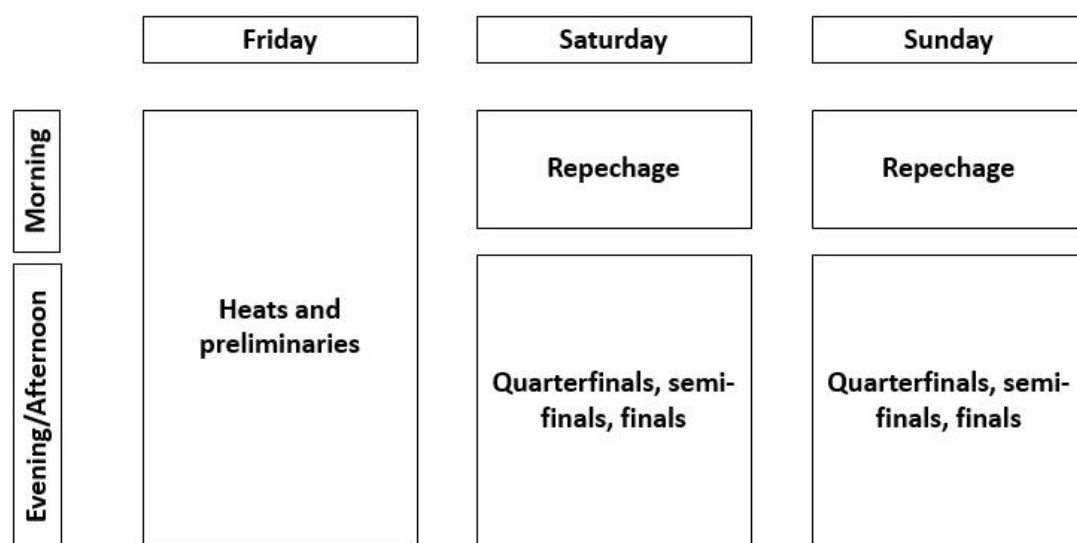 Friday
Saturday
Sunday
Morning
Repechage
Repechage
Evening/Afternoon
Heats and
preliminaries
Quarterfinals, semi-
finals, finals
Quarterfinals, semi-
finals, finals